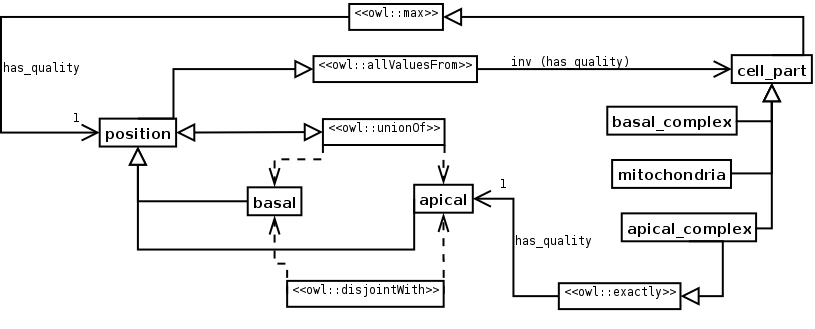 <<owl::max>>
has_quality
<<owl::allValuesFrom>>
inv (has quality)
cell_part
1
position
<<owl::unionOf>>
basal_complex
mitochondria
basal
apical
1
apical_complex
has_quality
<<owl::disjointWith>>
<<owl::exactly>>